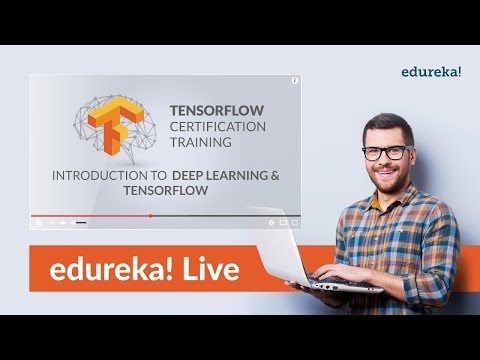 edureka!
TENSORFLOW
CERTIFICATION
TRAINING
INTRODUCTION TO DEEP LEARNING &
TENSORFLOW
edureka! Live